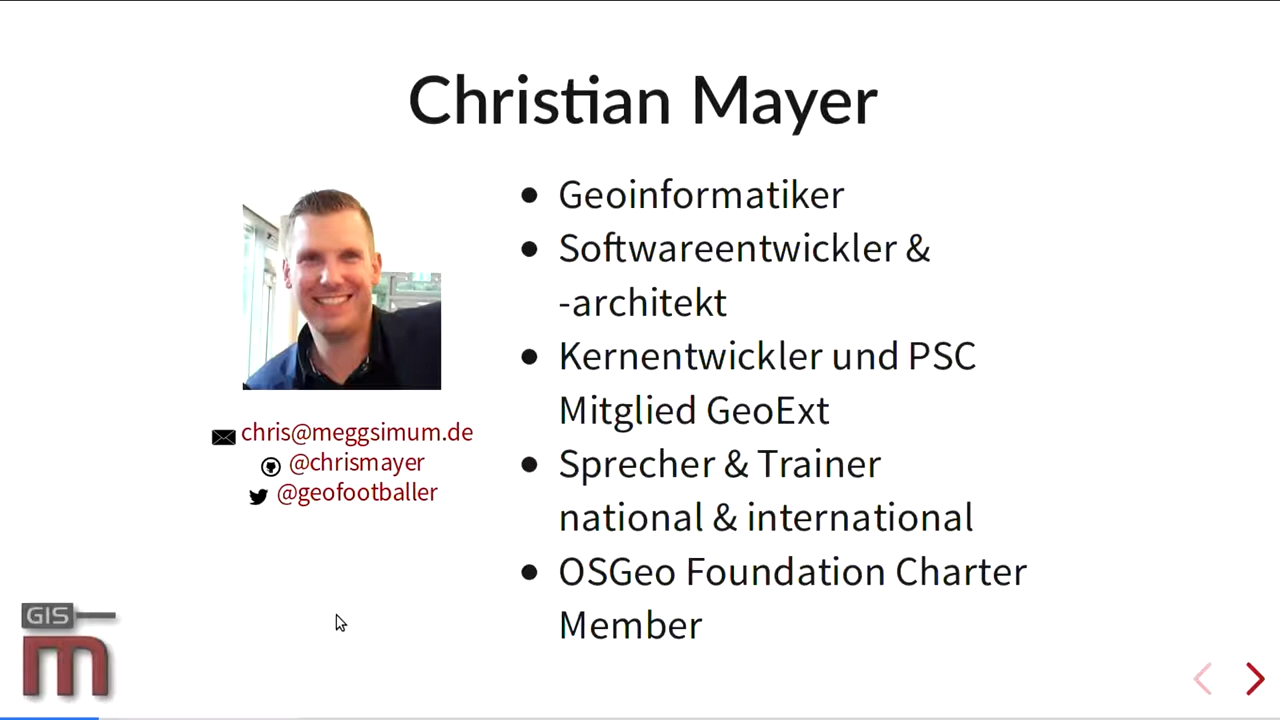 Christian Mayer
chris@meggsimum.de
@chrismayer
@geofootballer
Geoinformatiker
Softwareentwickler &
-architekt
Kernentwickler und PSC
Mitglied GeoExt
Sprecher & Trainer
national & international
OSGeo Foundation Charter
Member
GIS
m